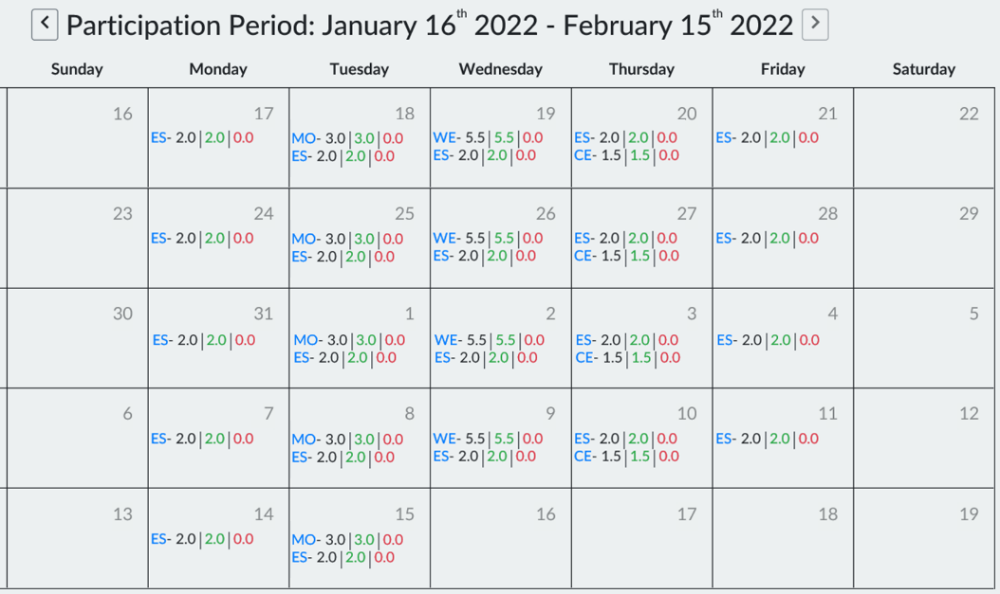 < Participation Period: January 16th 2022 - February 15th 2022 >
Sunday Monday Tuesday Wednesday Thursday Friday Saturday
16 17 18 19 20 21 22
ES- 2.0|2.0|0.0 MO- 3.0|3.0|0.0 WE- 5.5|5.5|0.0 ES- 2.0|2.0|0.0 ES- 2.0|2.0|0.0
ES- 2.0|2.0|0.0 ES- 2.0|2.0|0.0 CE- 1.5|1.5|0.0
23 24 25 26 27 28 29
ES- 2.0|2.0|0.0 MO- 3.0|3.0|0.0 WE- 5.5|5.5|0.0 ES- 2.0|2.0|0.0 ES- 2.0|2.0|0.0
ES- 2.0|2.0|0.0 ES- 2.0|2.0|0.0 CE- 1.5|1.5|0.0
30 31 1 2 3 4 5
ES- 2.0|2.0|0.0 MO- 3.0|3.0|0.0 WE- 5.5|5.5|0.0 ES- 2.0|2.0|0.0 ES- 2.0|2.0|0.0
ES- 2.0|2.0|0.0 ES- 2.0|2.0|0.0 CE- 1.5|1.5|0.0
6 7 8 9 10 11 12
ES- 2.0|2.0|0.0 MO- 3.0|3.0|0.0 WE- 5.5|5.5|0.0 ES- 2.0|2.0|0.0 ES- 2.0|2.0|0.0
ES- 2.0|2.0|0.0 ES- 2.0|2.0|0.0 CE- 1.5|1.5|0.0
13 14 15 16 17 18 19
ES- 2.0|2.0|0.0 MO- 3.0|3.0|0.0
ES- 2.0|2.0|0.0